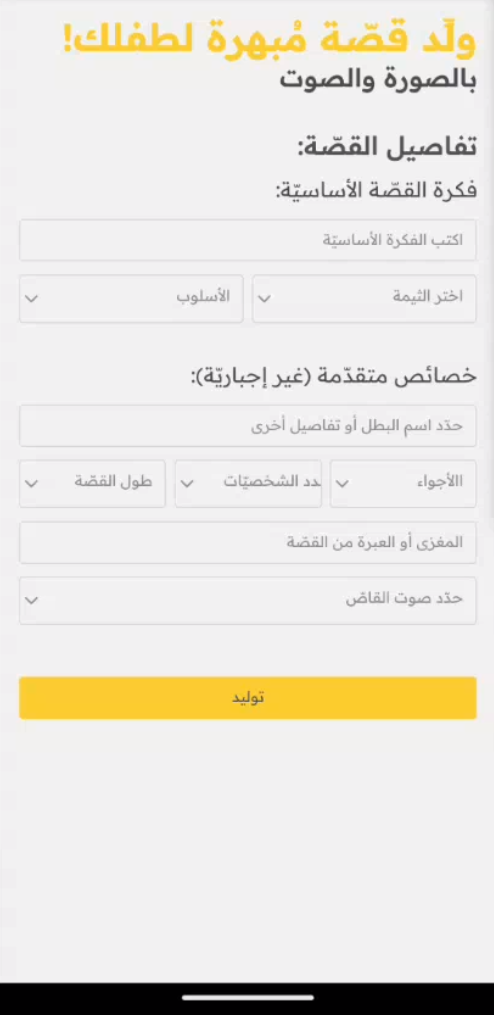 ولّد قصّة مُبهرة لطفلك!
بالصورة والصوت
تفاصيل القصّة:
فكرة القصّة الأساسيّة:
اكتب الفكرة الأساسيّة
اختر الثيمة
الأسلوب
خصائص متقدّمة (غير إجباريّة):
حدّد اسم البطل أو تفاصيل أخرى
االأجواء
دد الشخصيّات
طول القصّة
المغزى أو العبرة من القصّة
حدّد صوت القاصّ
توليد